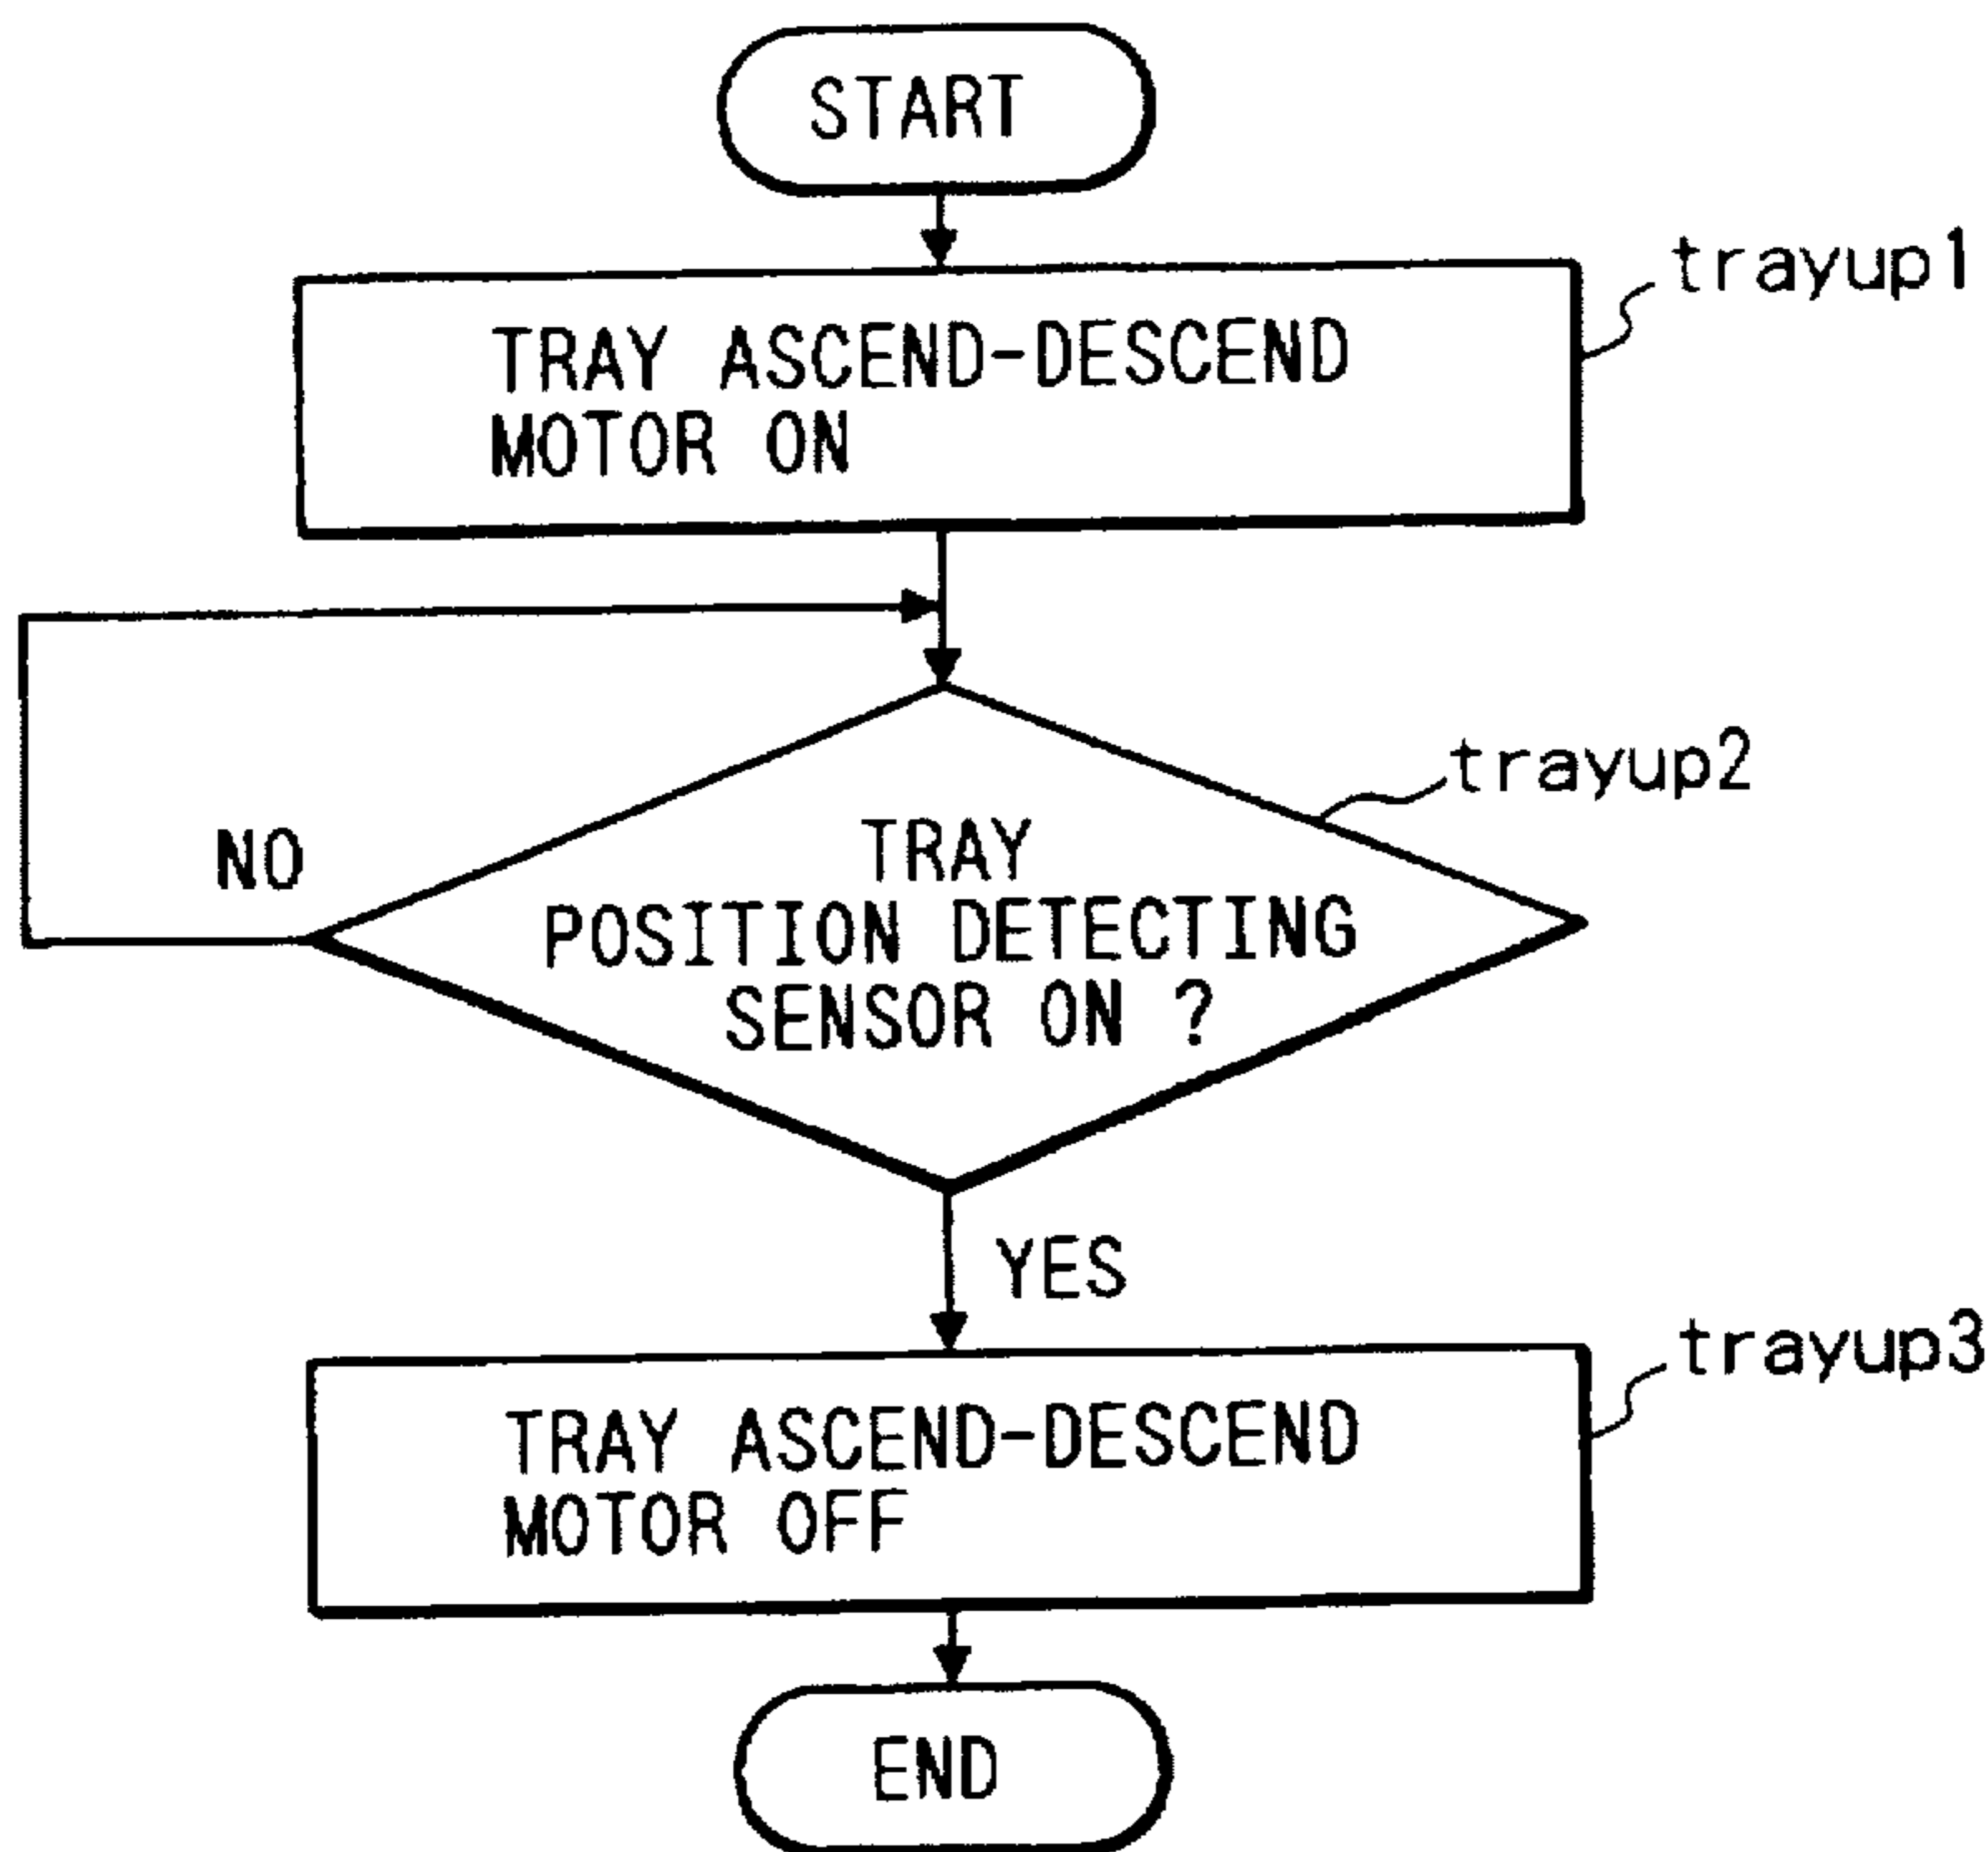 START
trayup1
TRAY ASCEND-DESCEND
MOTOR ON
trayup2
NO
TRAY
POSITION DETECTING
SENSOR ON ?
YES
trayup3
TRAY ASCEND-DESCEND
MOTOR OFF
END